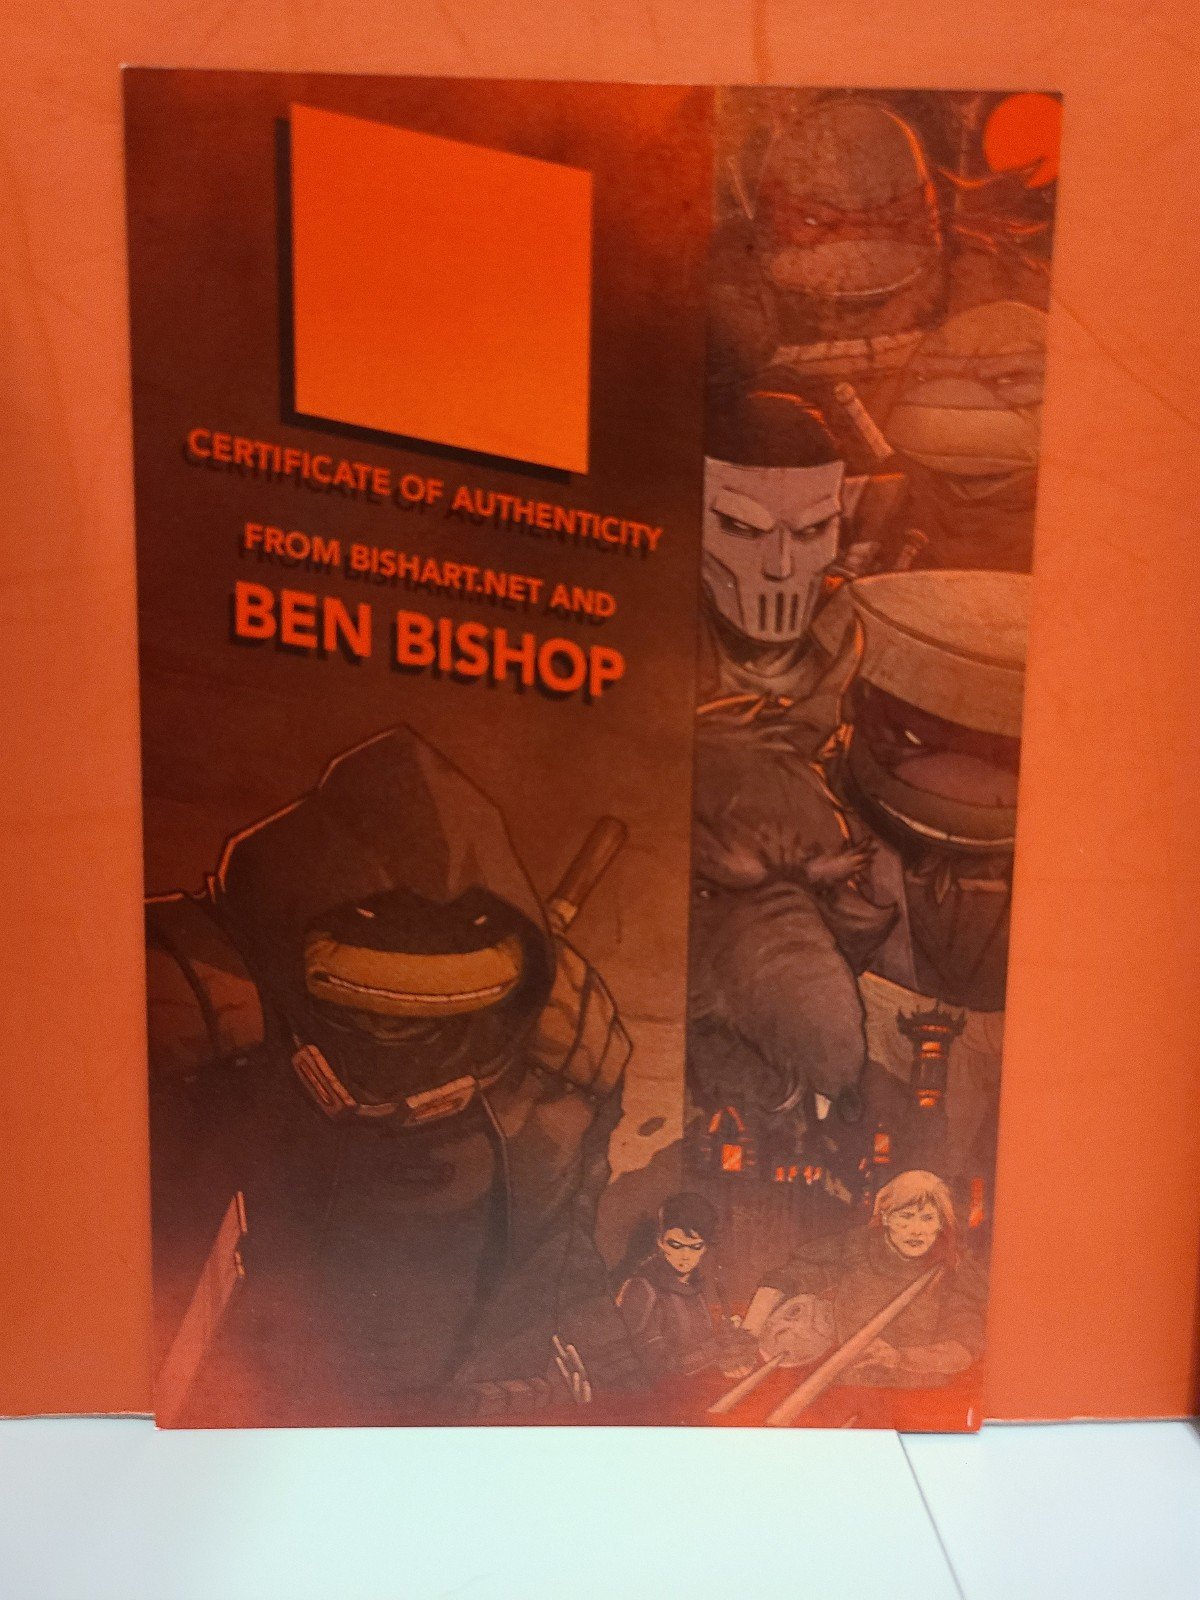 CERTIFICATE OF AUTHENTICITY
FROM BISHART.NET AND
BEN BISHOP